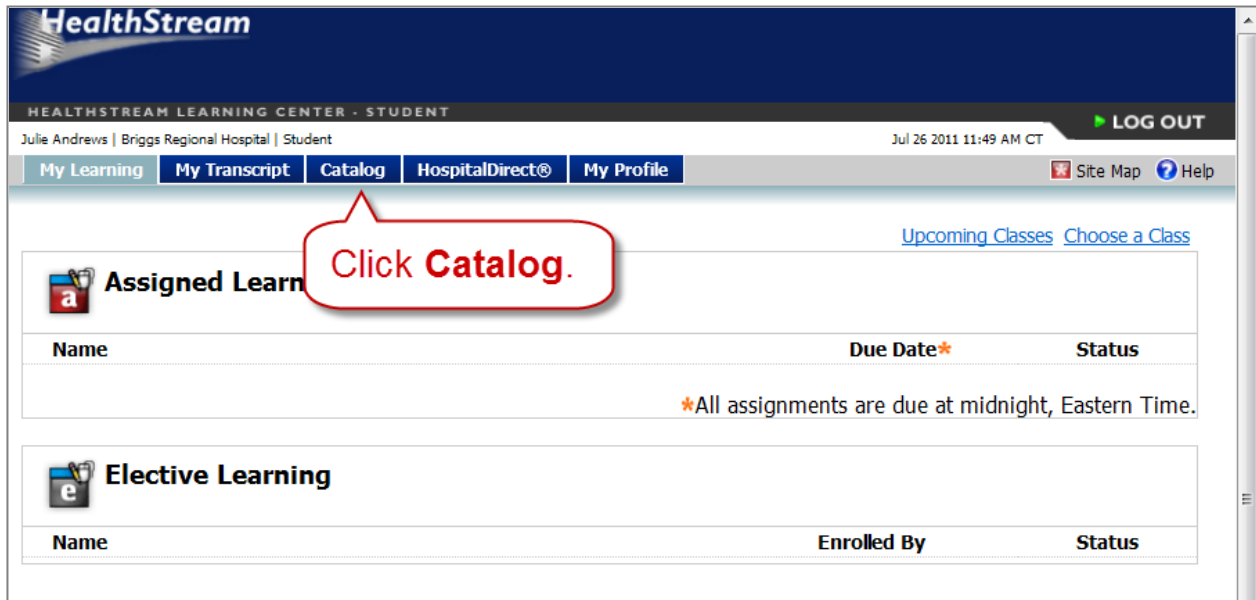 HealthStream
HEALTHSTREAM LEARNING CENTER - STUDENT
LOG OUT
Julie Andrews | Briggs Regional Hospital | Student
Jul 26 2011 11:49 AM CT
My Learning My Transcript Catalog HospitalDirect® My Profile
Site Map ? Help
Upcoming Classes Choose a Class
Click Catalog.
a Assigned Learn
Name Due Date* Status
*All assignments are due at midnight, Eastern Time.
e Elective Learning
Name Enrolled By Status